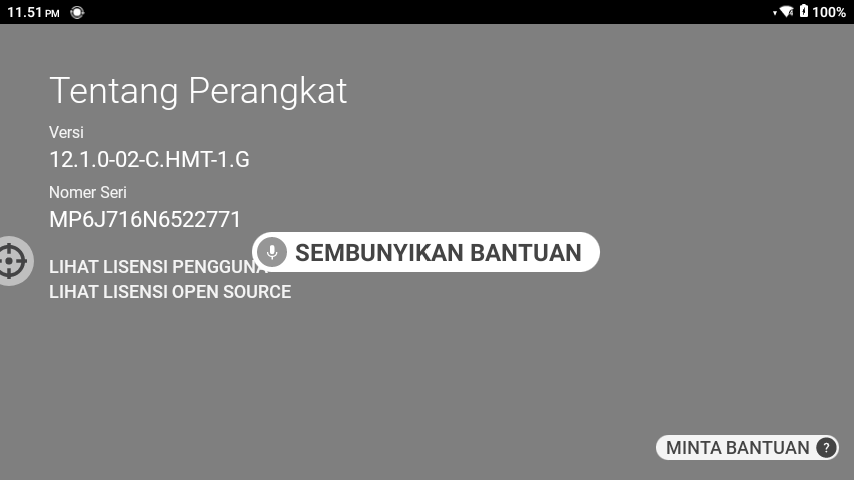 11.51 PM
100%
Tentang Perangkat
Versi
12.1.0-02-C.HMT-1.G
Nomer Seri
MP6J716N6522771
SEMBUNYIKAN BANTUAN
LIHAT LISENSI PENGGUNA
LIHAT LISENSI OPEN SOURCE
MINTA BANTUAN ?